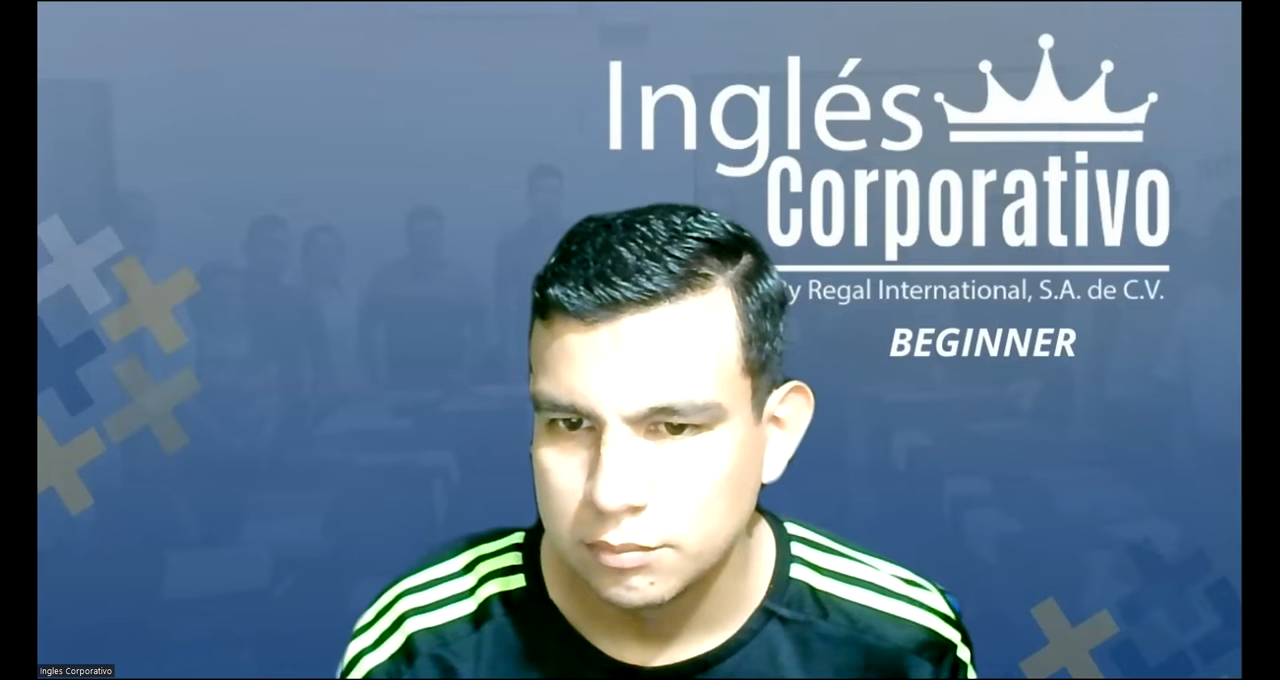 Inglés
Corporativo
y Regal International, S.A. de C.V.
BEGINNER
Ingles Corporativo